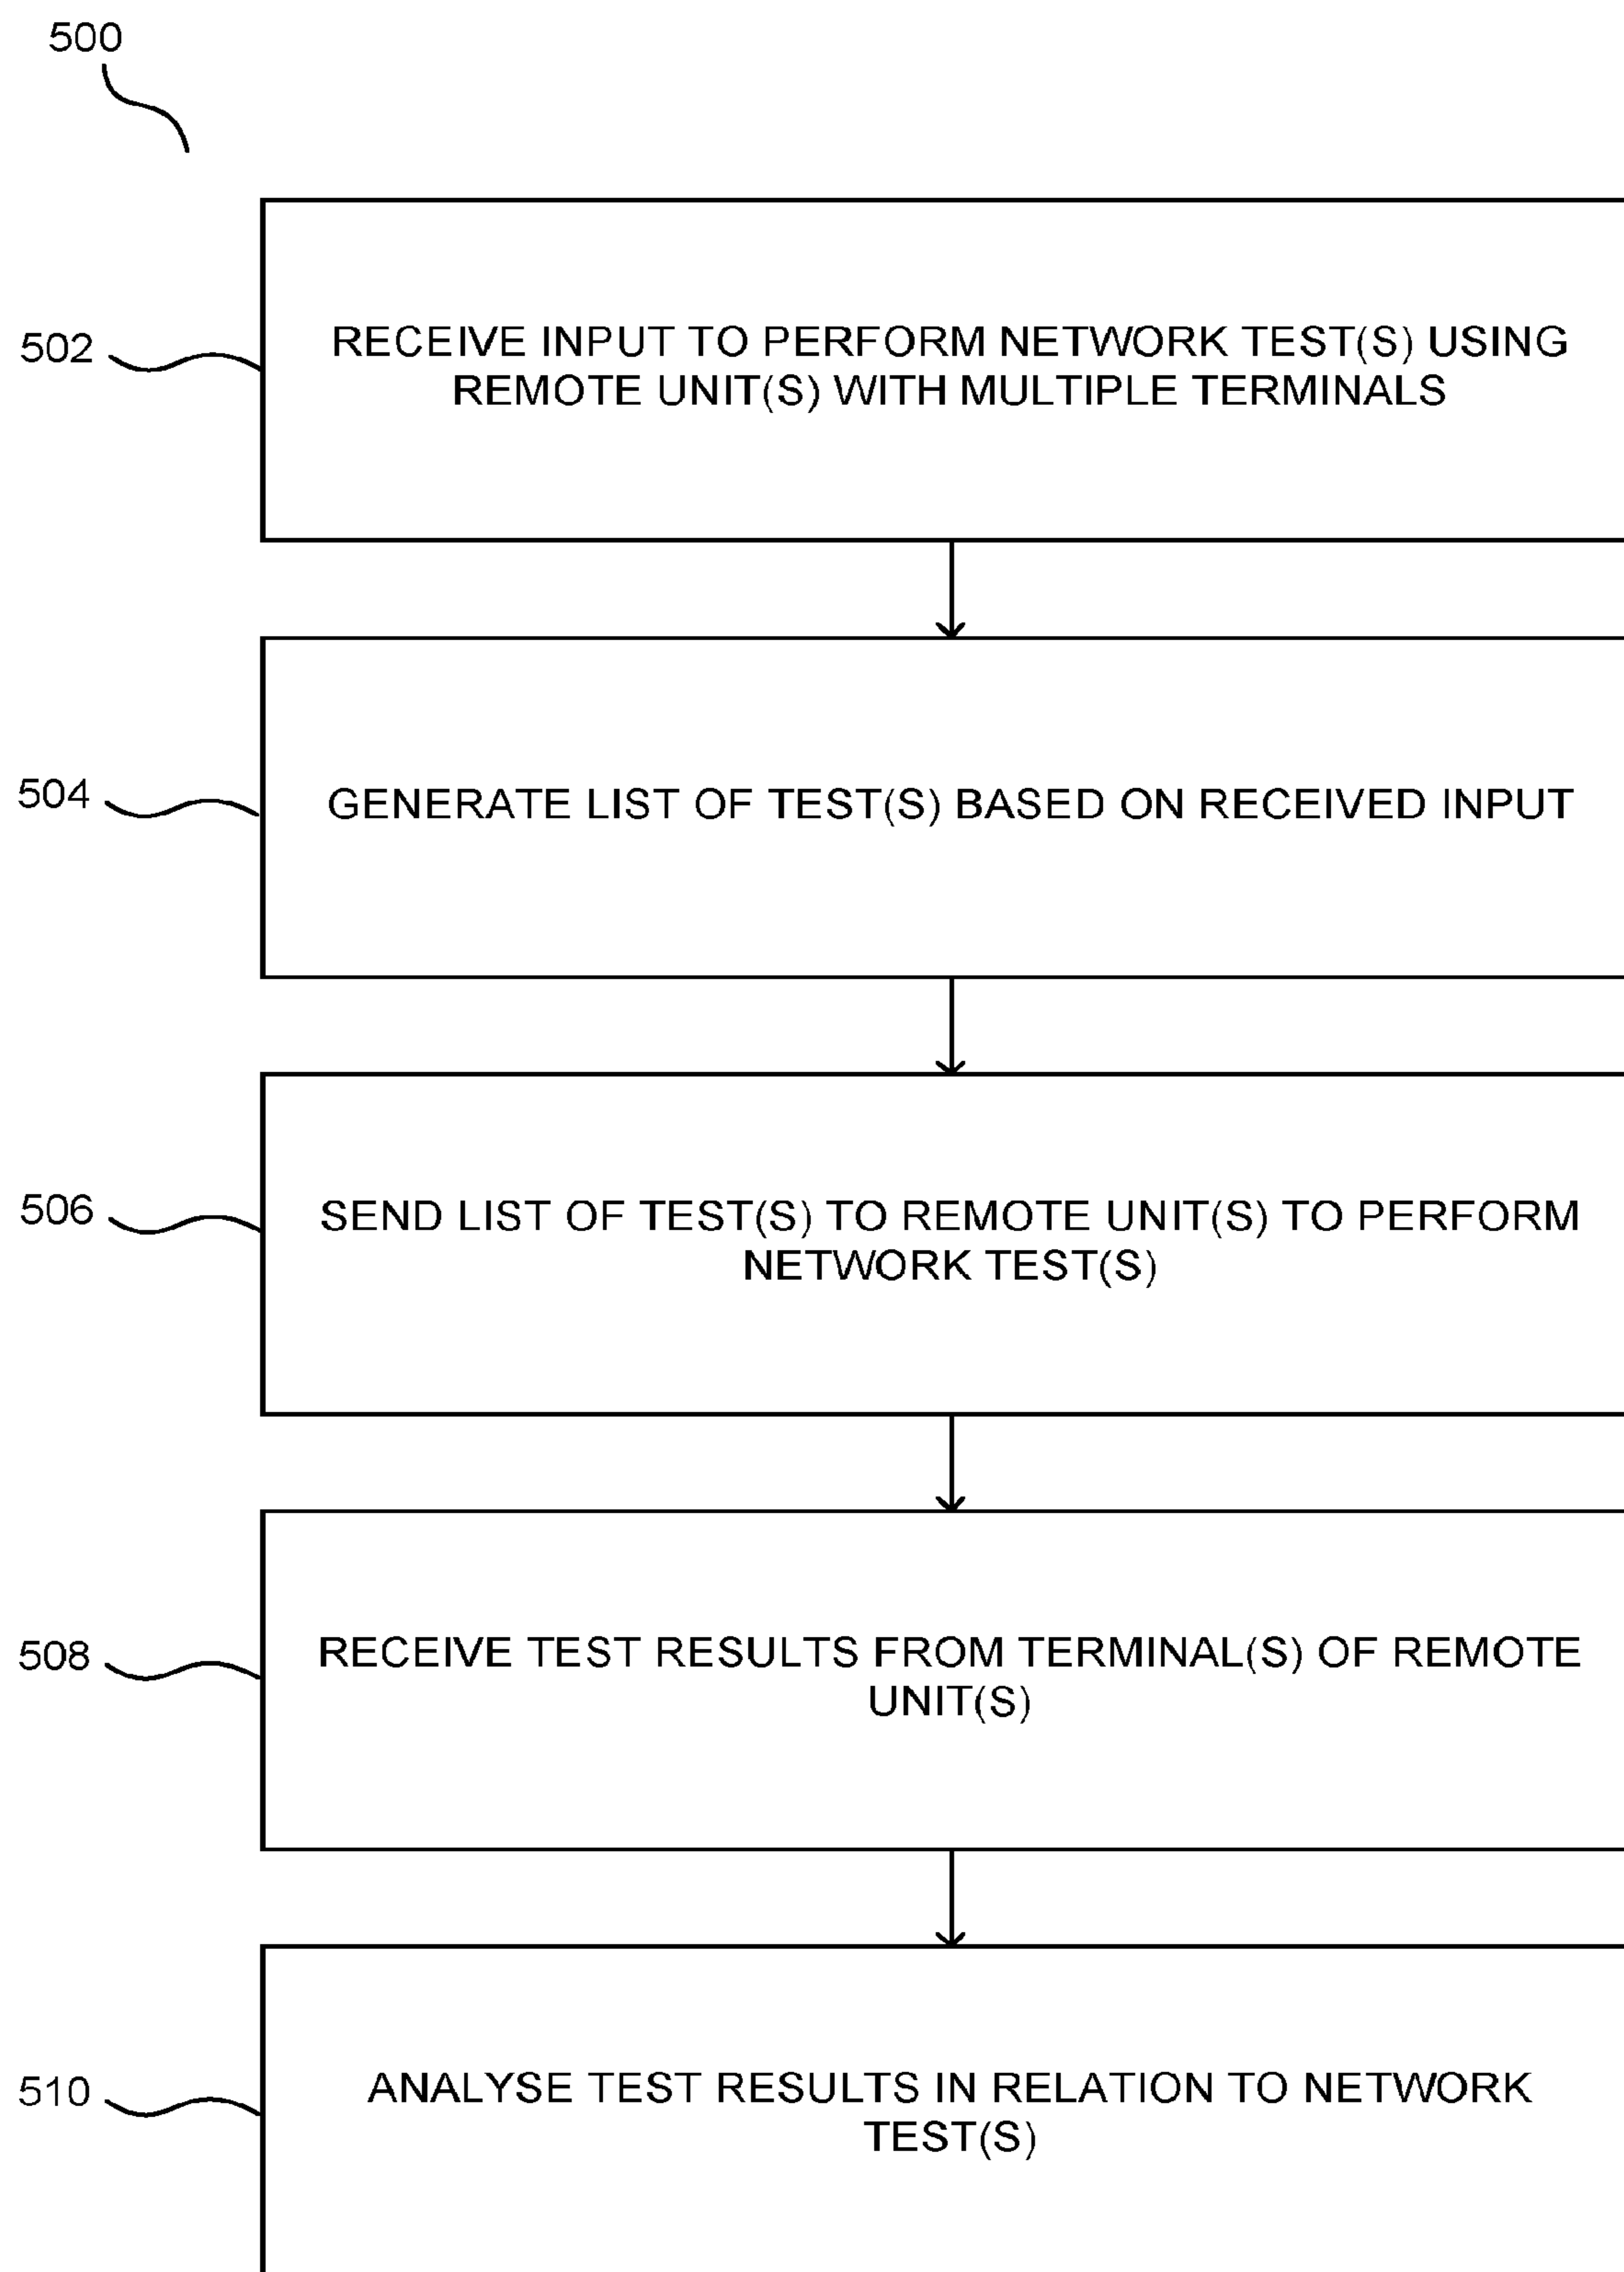 500
502
RECEIVE INPUT TO PERFORM NETWORK TEST(S) USING
REMOTE UNIT(S) WITH MULTIPLE TERMINALS
504
GENERATE LIST OF TEST(S) BASED ON RECEIVED INPUT
506
SEND LIST OF TEST(S) TO REMOTE UNIT(S) TO PERFORM
NETWORK TEST(S)
508
RECEIVE TEST RESULTS FROM TERMINAL(S) OF REMOTE
UNIT(S)
510
ANALYSE TEST RESULTS IN RELATION TO NETWORK
TEST(S)